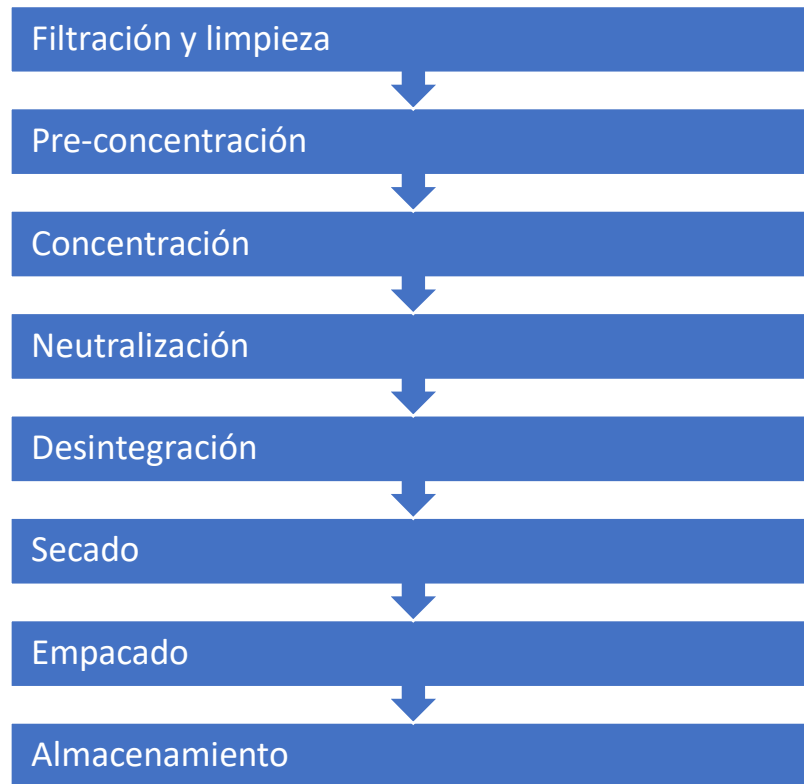 Filtración y limpieza
Pre-concentración
Concentración
Neutralización
Desintegración
Secado
Empacado
Almacenamiento